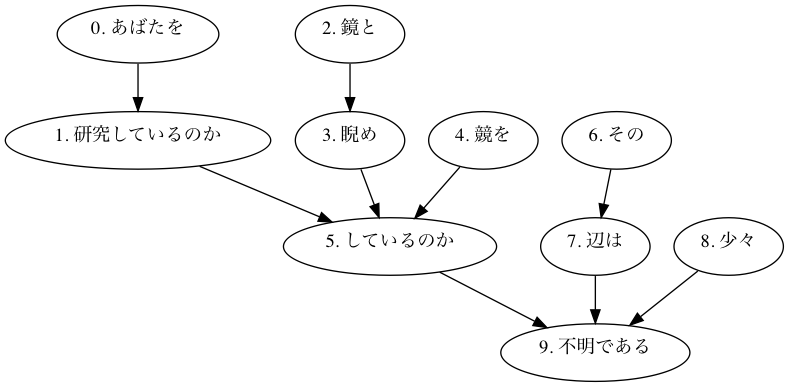 0. あばたを
2. 鏡と
1. 研究しているのか
3. 睨め
4. 競を
6. その
5. しているのか
7. 辺は
8. 少々
9. 不明である